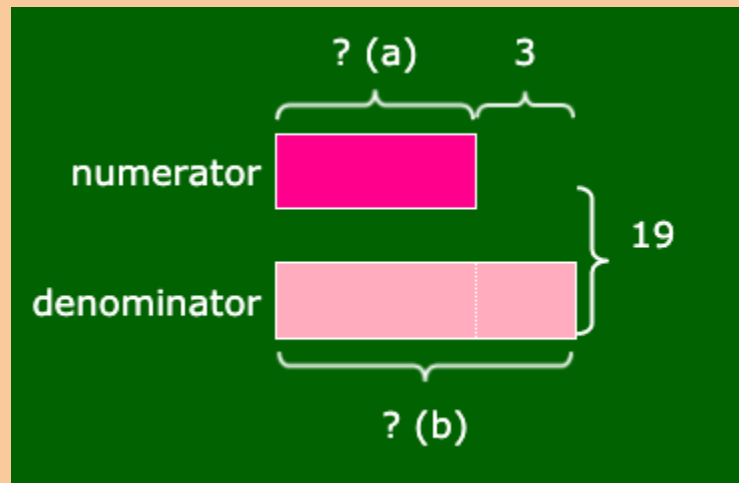 ? (a) 3
numerator
19
denominator
? (b)